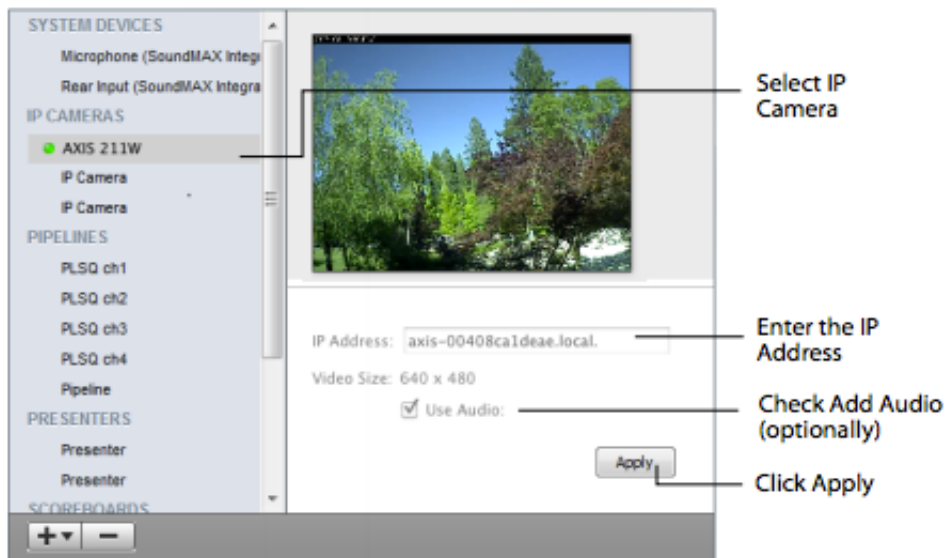 SYSTEM DEVICES
Microphone (SoundMAX Integ
Rear Input (SoundMAX Integra
IP CAMERAS
AXIS 211W
IP Camera
IP Camera
PIPELINES
PLSQ ch1
PLSQ ch2
PLSQ ch3
PLSQ ch4
Pipeline
PRESENTERS
Presenter
Presenter
SCOREBOARDS
IP Address: axis-00408ca1deae.local.
Video Size: 640 x 480
Use Audio:
Apply
Select IP
Camera
Enter the IP
Address
Check Add Audio
(optionally)
Click Apply